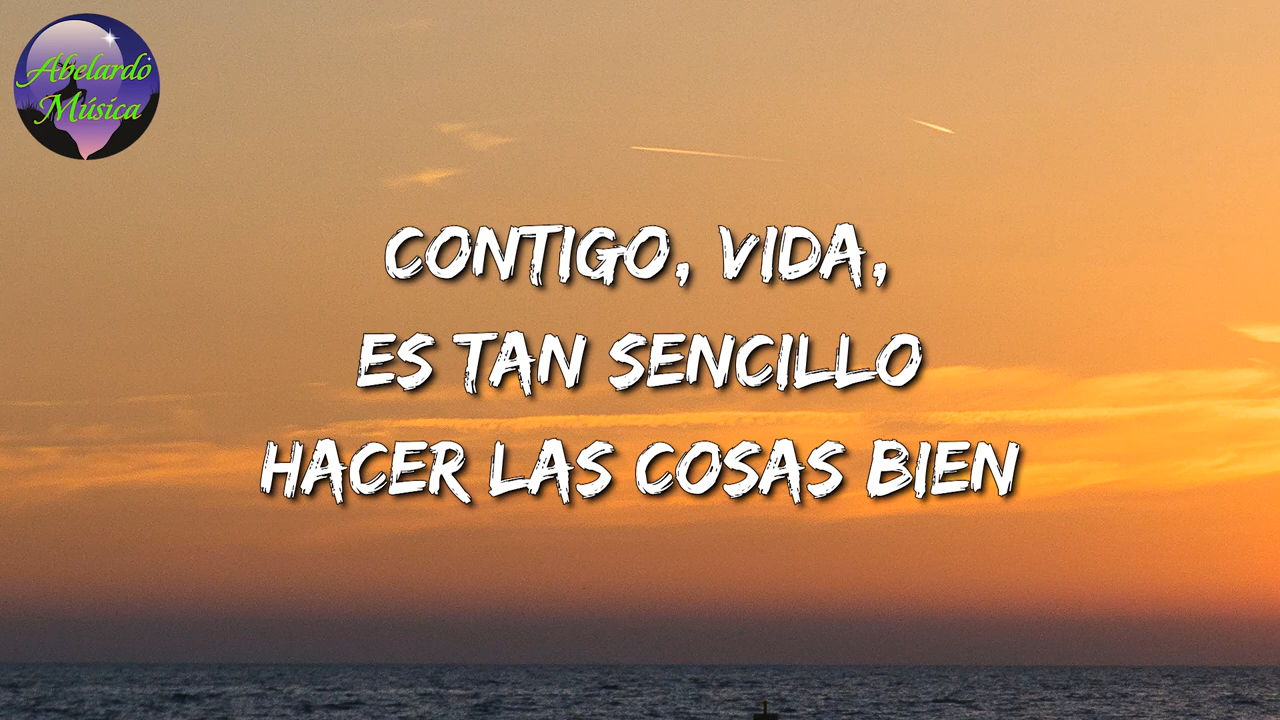 Abelardo
Música
CONTIGO, VIDA,
ES TAN SENCILLO
HACER LAS COSAS BIEN